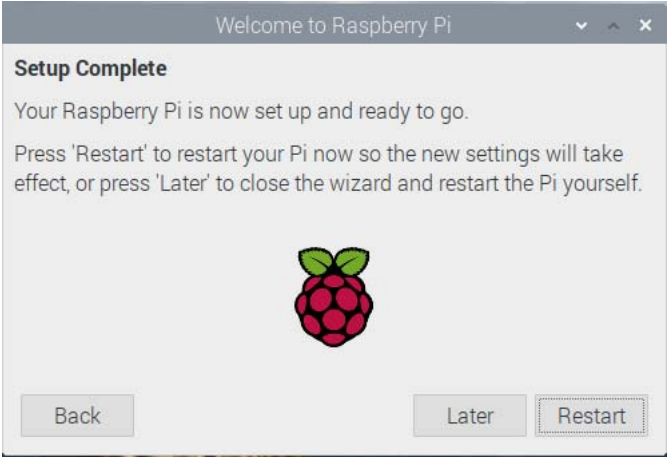 Welcome to Raspberry Pi
Setup Complete
Your Raspberry Pi is now set up and ready to go.
Press 'Restart' to restart your Pi now so the new settings will take
effect, or press 'Later' to close the wizard and restart the Pi yourself.
Back
Later
Restart